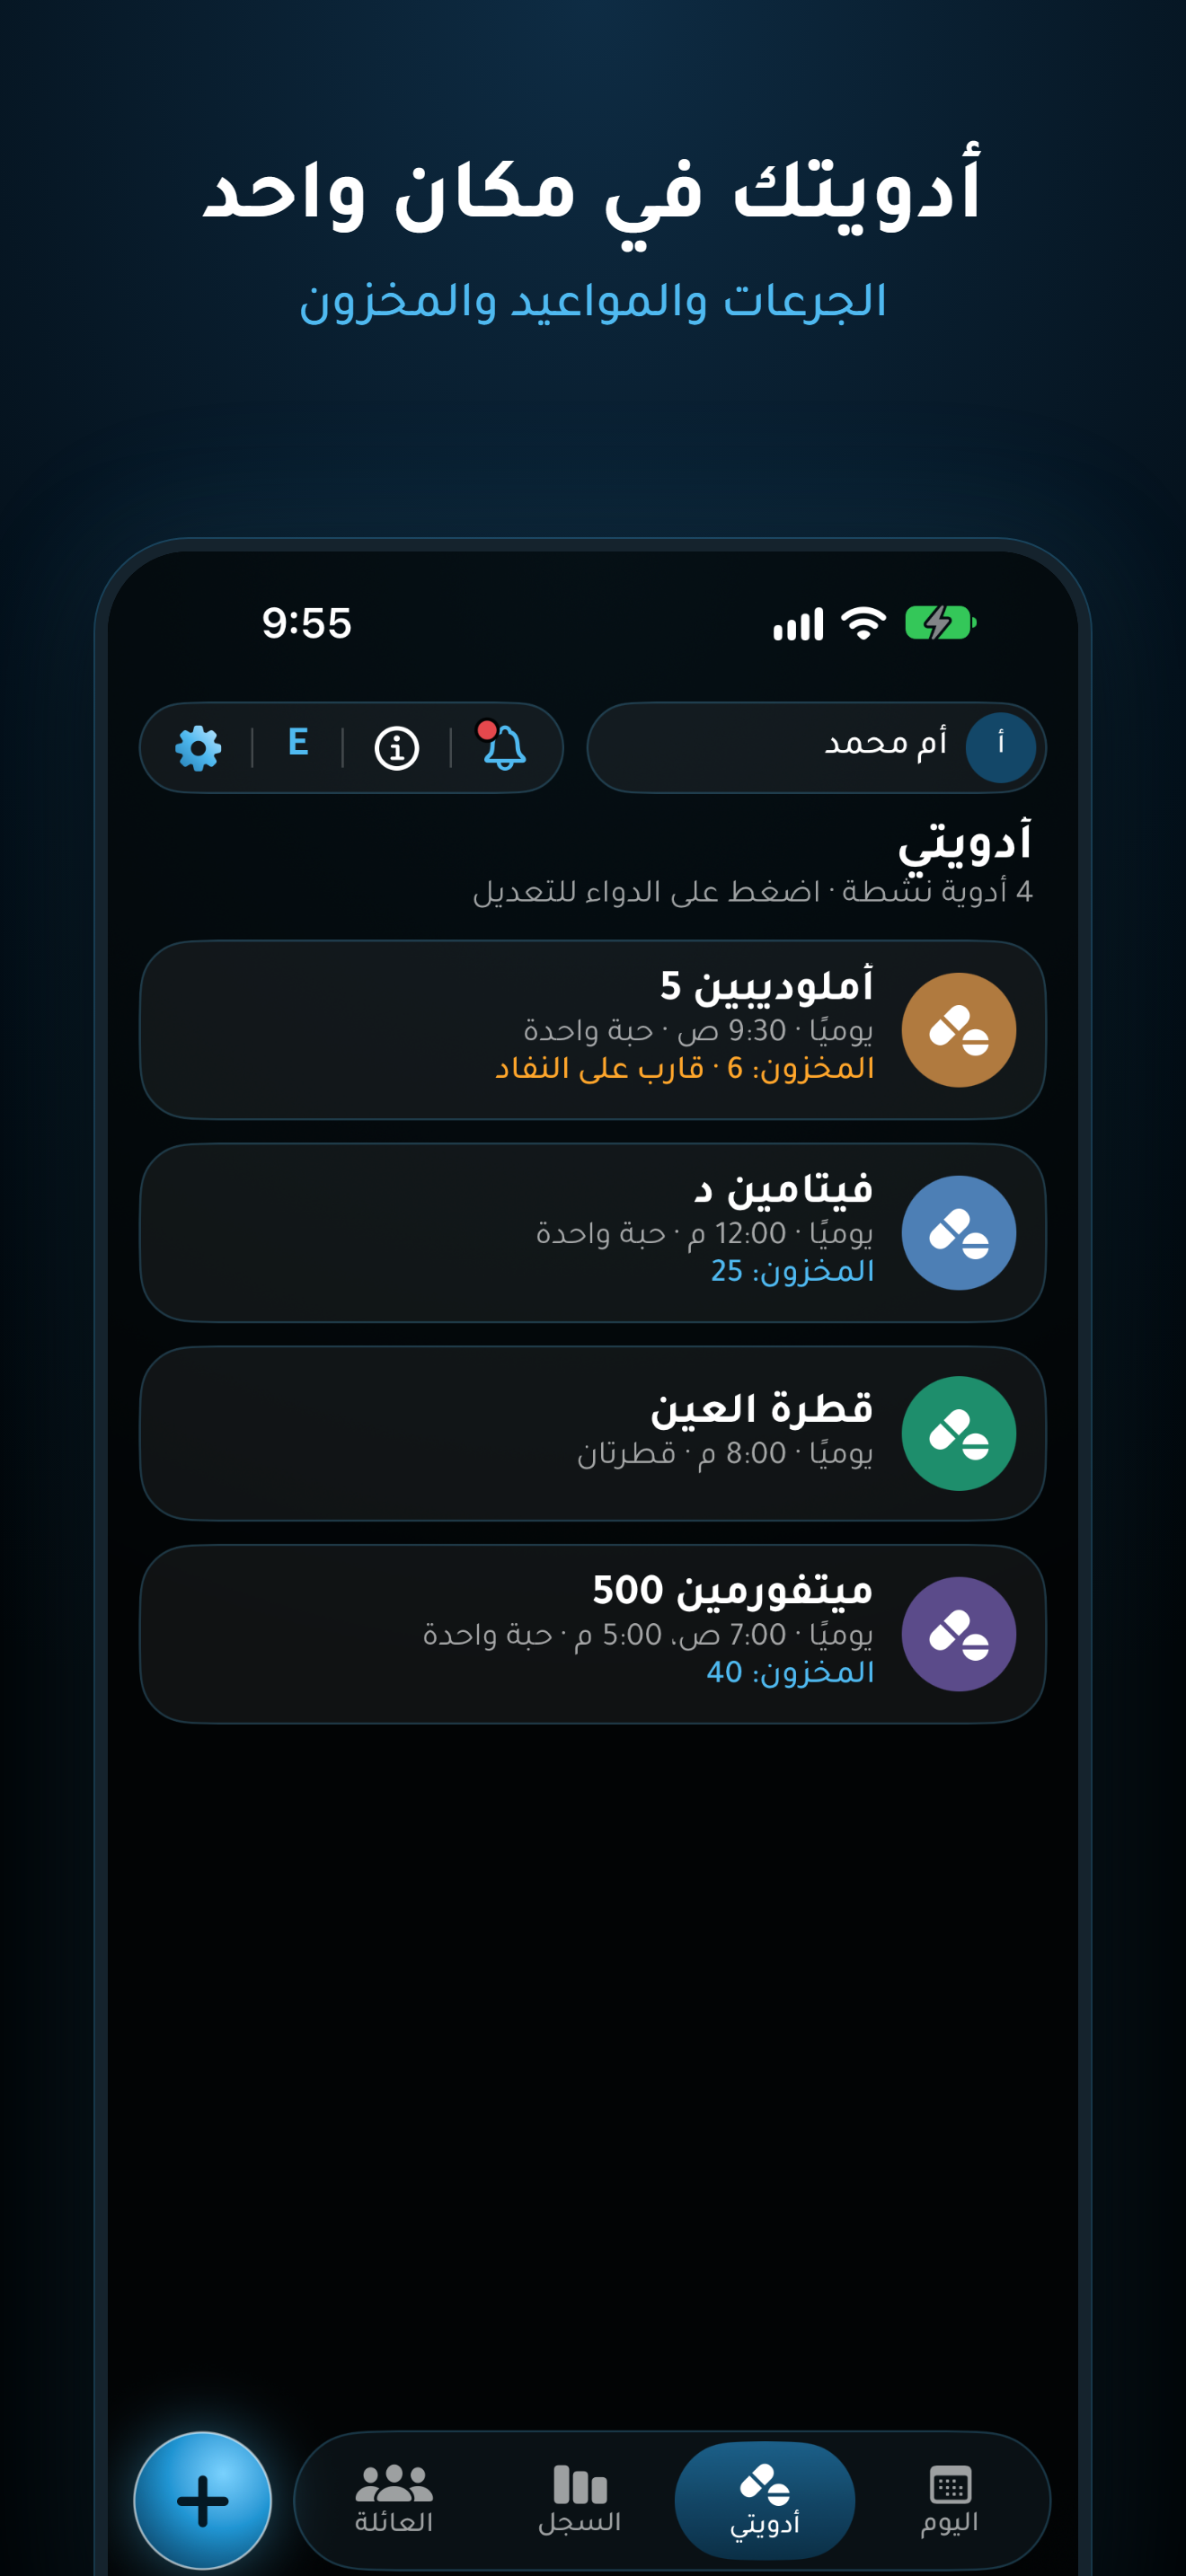 أدويتك في مكان واحد
الجرعات والمواعيد والمخزون
9:55
أ
أم محمد
E
أدويتي
4 أدوية نشطة · اضغط على الدواء للتعديل
أملوديبين 5
يوميًا · 9:30 ص · حبة واحدة
المخزون: 6 · قارب على النفاد
فيتامين د
يوميًا · 12:00 م · حبة واحدة
المخزون: 25
قطرة العين
يوميًا · 8:00 م · قطرتان
ميتفورمين 500
يوميًا · 7:00 ص، 5:00 م · حبة واحدة
المخزون: 40
اليوم
أدويتي
السجل
العائلة